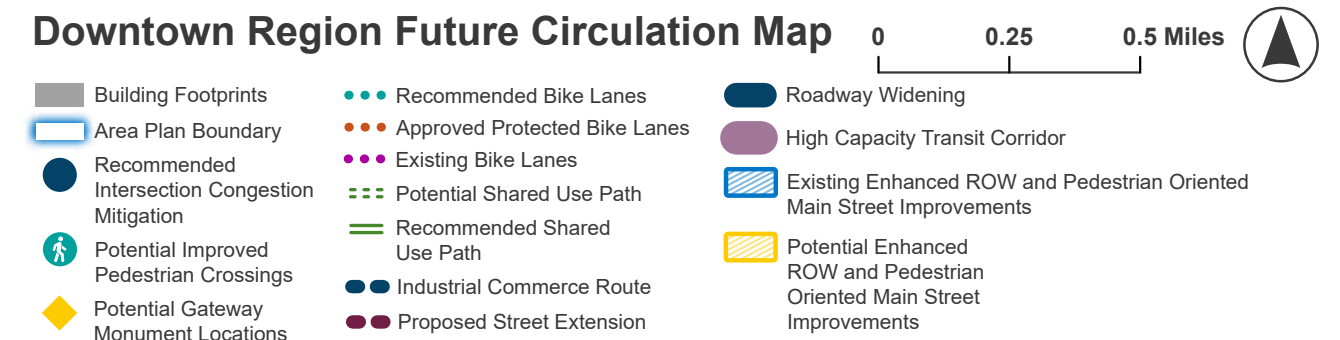 Downtown Region Future Circulation Map
0 0.25 0.5 Miles
Building Footprints
Area Plan Boundary
Recommended
Intersection Congestion
Mitigation
Potential Improved
Pedestrian Crossings
Potential Gateway
Monument Locations
Recommended Bike Lanes
Approved Protected Bike Lanes
Existing Bike Lanes
Potential Shared Use Path
Recommended Shared
Use Path
Industrial Commerce Route
Proposed Street Extension
Roadway Widening
High Capacity Transit Corridor
Existing Enhanced ROW and Pedestrian Oriented
Main Street Improvements
Potential Enhanced
ROW and Pedestrian
Oriented Main Street
Improvements